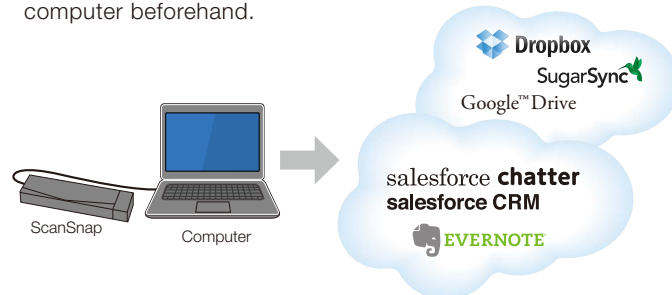 computer beforehand.
Dropbox
SugarSync
Google™ Drive
salesforce chatter
salesforce CRM
EVERNOTE
ScanSnap
Computer